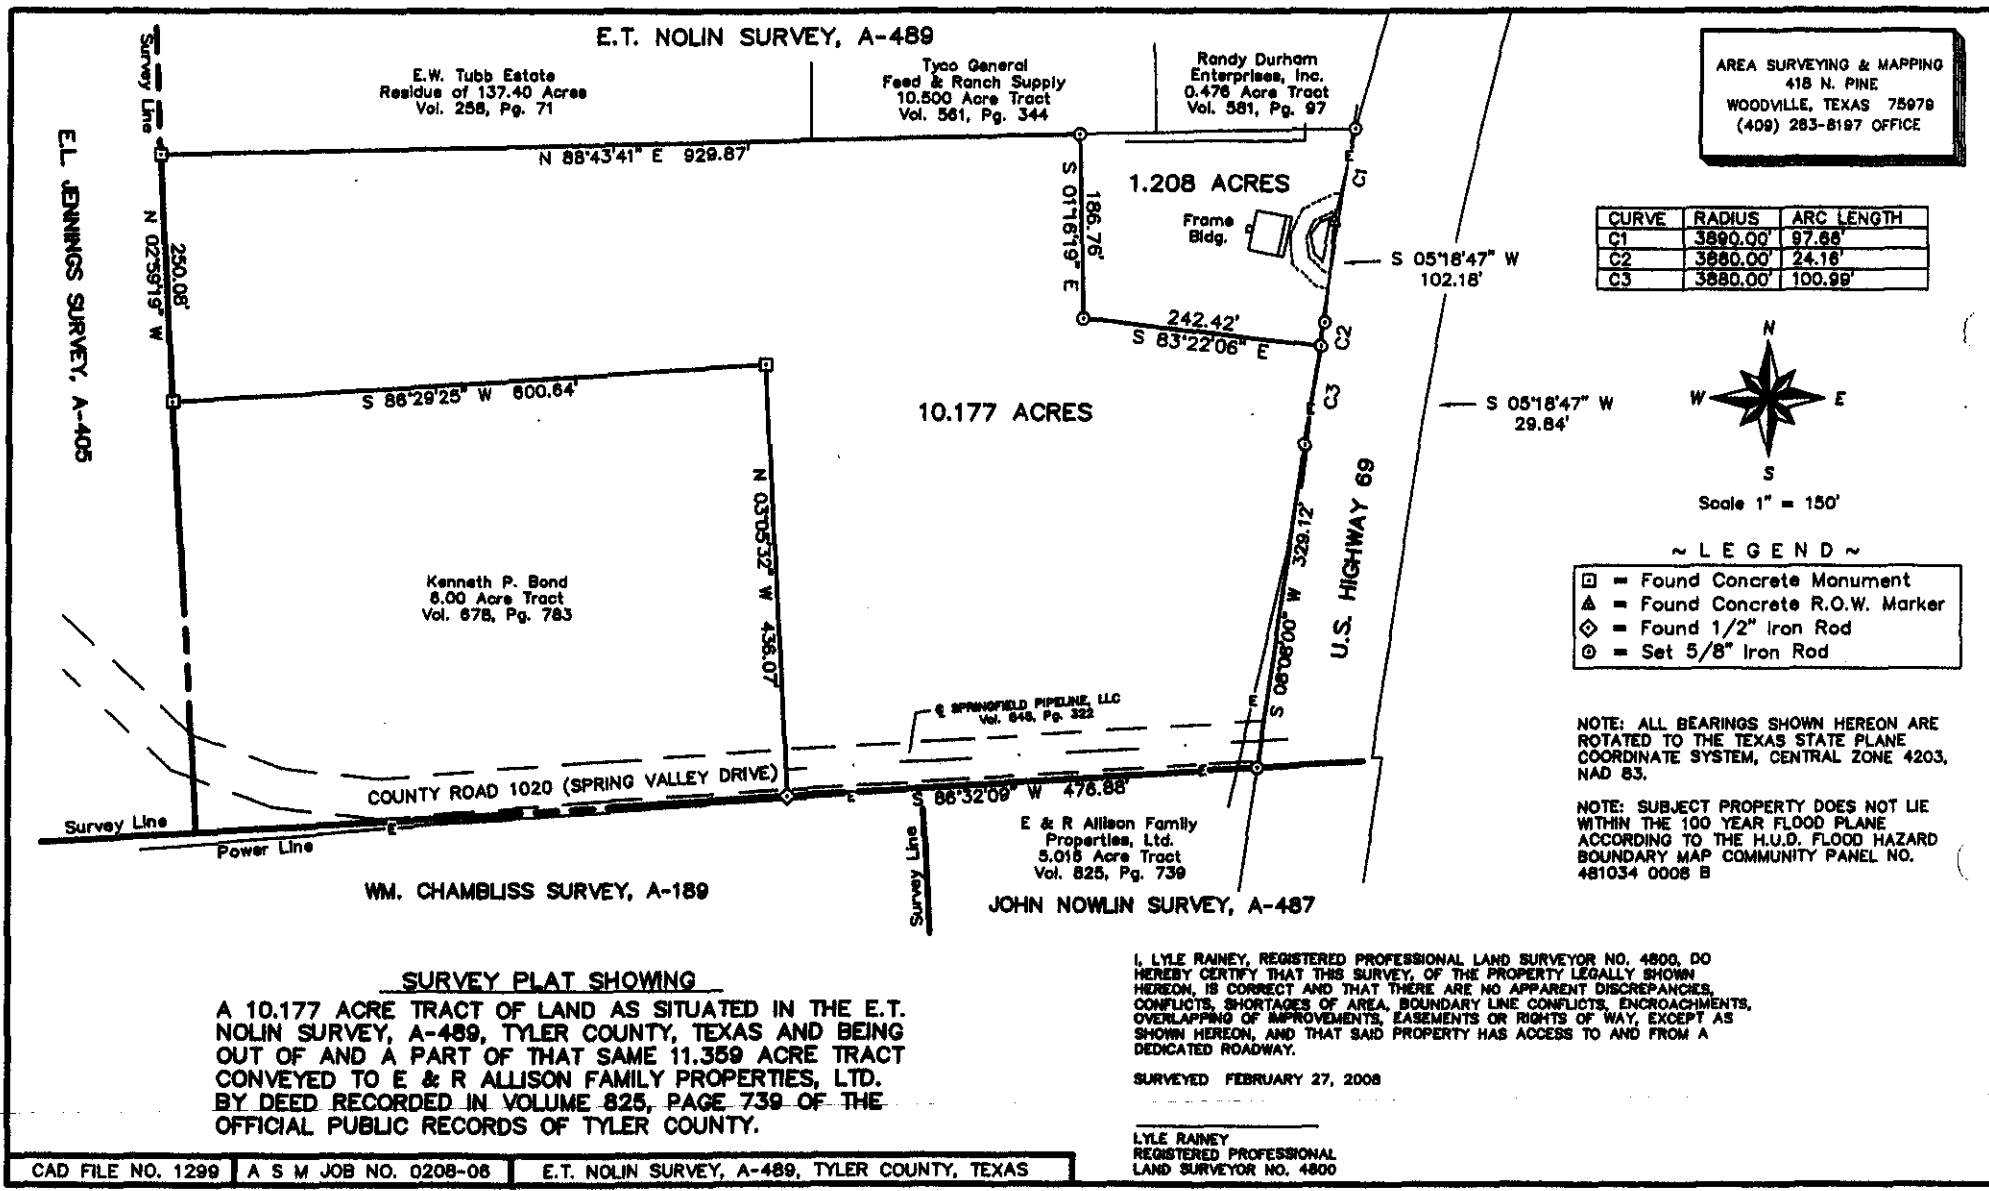 E.T. NOLIN SURVEY, A-489
Survey Line
E.W. Tubb Estate
Residue of 137.40 Acres
Vol. 256, Pg. 71
Tyco General
Feed & Ranch Supply
10.500 Acre Tract
Vol. 561, Pg. 344
Randy Durham
Enterprises, Inc.
0.476 Acre Tract
Vol. 581, Pg. 97
AREA SURVEYING & MAPPING
418 N. PINE
WOODVILLE, TEXAS 75979
(409) 283-8197 OFFICE
E.L. JENNINGS SURVEY, A-405
N 88°43'41" E 929.87'
N 02°59'19" W
250.08'
S 01°16'19" E
186.76'
1.208 ACRES
Frame
Bldg.
E
C1
S 05°18'47" W
102.18'
CURVE RADIUS ARC LENGTH
C1 3890.00' 97.66'
C2 3880.00' 24.16'
C3 3880.00' 100.99'
242.42'
S 83°22'06" E
C2
C3
E
S 86°29'25" W 600.64'
10.177 ACRES
S 05°18'47" W
29.84'
N
W
E
S
Scale 1" = 150'
N 03°05'32" W 436.07'
S 08°08'00" W 329.12'
U.S. HIGHWAY 69
~ L E G E N D ~
= Found Concrete Monument
= Found Concrete R.O.W. Marker
= Found 1/2" Iron Rod
= Set 5/8" Iron Rod
Kenneth P. Bond
6.00 Acre Tract
Vol. 678, Pg. 783
℄ SPRINGFIELD PIPELINE, LLC
Vol. 648, Pg. 322
E
COUNTY ROAD 1020 (SPRING VALLEY DRIVE)
E
E
S 86°32'09" W 476.88'
E
Survey Line
Power Line
Survey Line
E & R Allison Family
Properties, Ltd.
5.016 Acre Tract
Vol. 825, Pg. 739
WM. CHAMBLISS SURVEY, A-189
JOHN NOWLIN SURVEY, A-487
NOTE: ALL BEARINGS SHOWN HEREON ARE
ROTATED TO THE TEXAS STATE PLANE
COORDINATE SYSTEM, CENTRAL ZONE 4203,
NAD 83.
NOTE: SUBJECT PROPERTY DOES NOT LIE
WITHIN THE 100 YEAR FLOOD PLANE
ACCORDING TO THE H.U.D. FLOOD HAZARD
BOUNDARY MAP COMMUNITY PANEL NO.
481034 0006 B
SURVEY PLAT SHOWING
A 10.177 ACRE TRACT OF LAND AS SITUATED IN THE E.T.
NOLIN SURVEY, A-489, TYLER COUNTY, TEXAS AND BEING
OUT OF AND A PART OF THAT SAME 11.359 ACRE TRACT
CONVEYED TO E & R ALLISON FAMILY PROPERTIES, LTD.
BY DEED RECORDED IN VOLUME 825, PAGE 739 OF THE
OFFICIAL PUBLIC RECORDS OF TYLER COUNTY.
I, LYLE RAINEY, REGISTERED PROFESSIONAL LAND SURVEYOR NO. 4800, DO
HEREBY CERTIFY THAT THIS SURVEY, OF THE PROPERTY LEGALLY SHOWN
HEREON, IS CORRECT AND THAT THERE ARE NO APPARENT DISCREPANCIES,
CONFLICTS, SHORTAGES OF AREA, BOUNDARY LINE CONFLICTS, ENCROACHMENTS,
OVERLAPPING OF IMPROVEMENTS, EASEMENTS OR RIGHTS OF WAY, EXCEPT AS
SHOWN HEREON, AND THAT SAID PROPERTY HAS ACCESS TO AND FROM A
DEDICATED ROADWAY.
SURVEYED FEBRUARY 27, 2008
LYLE RAINEY
REGISTERED PROFESSIONAL
LAND SURVEYOR NO. 4800
CAD FILE NO. 1299
A S M JOB NO. 0208-06
E.T. NOLIN SURVEY, A-489, TYLER COUNTY, TEXAS